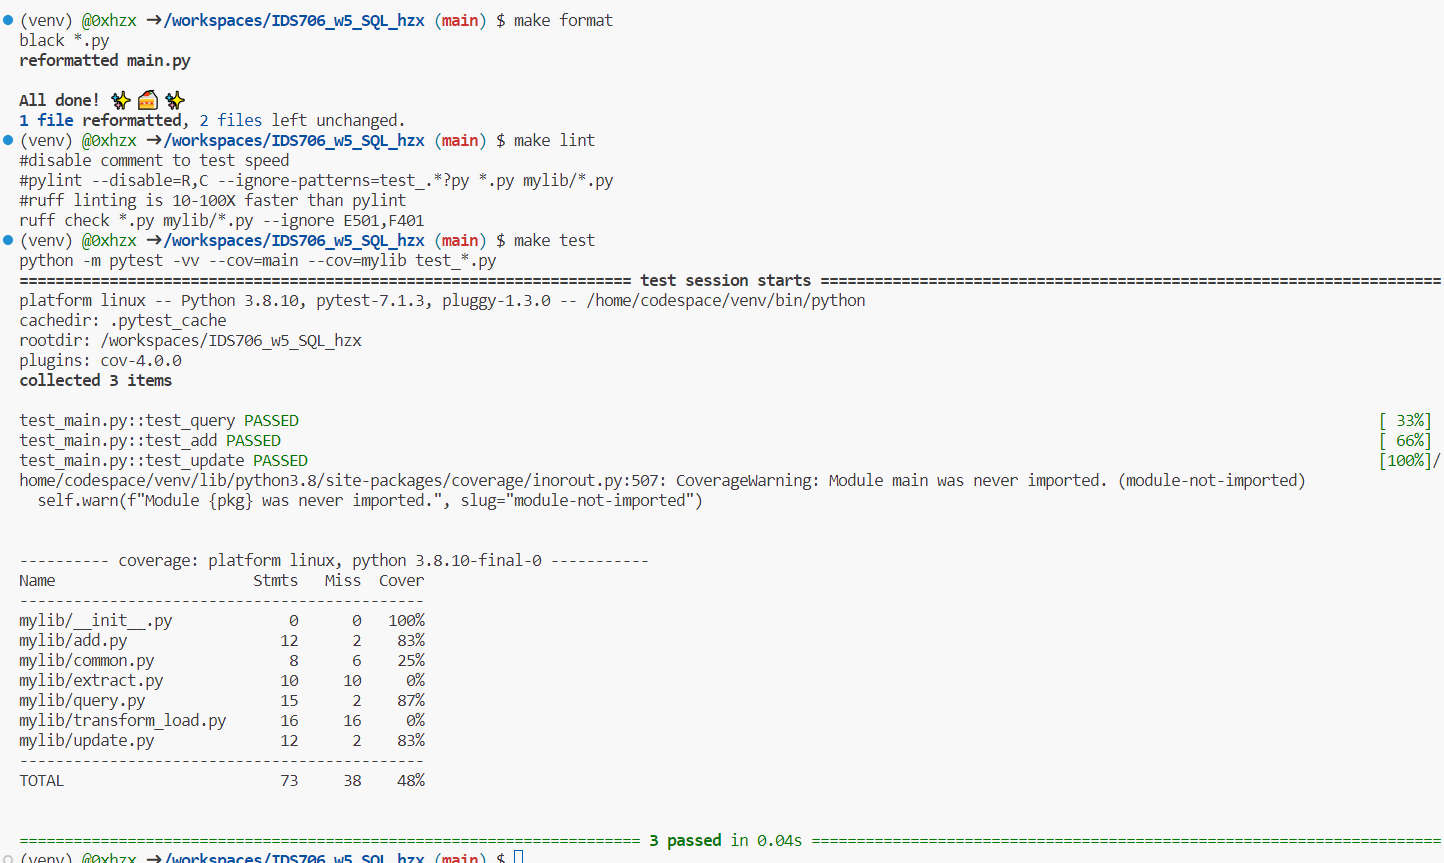 (venv) @0xhzx ➜/workspaces/IDS706_w5_SQL_hzx (main) $ make format
black *.py
reformatted main.py
All done! ✨ 🍰 ✨
1 file reformatted, 2 files left unchanged.
(venv) @0xhzx ➜/workspaces/IDS706_w5_SQL_hzx (main) $ make lint
#disable comment to test speed
#pylint --disable=R,C --ignore-patterns=test_.*?py *.py mylib/*.py
#ruff linting is 10-100X faster than pylint
ruff check *.py mylib/*.py --ignore E501,F401
(venv) @0xhzx ➜/workspaces/IDS706_w5_SQL_hzx (main) $ make test
python -m pytest -vv --cov=main --cov=mylib test_*.py
==================================================================== test session starts =====================================================================
platform linux -- Python 3.8.10, pytest-7.1.3, pluggy-1.3.0 -- /home/codespace/venv/bin/python
cachedir: .pytest_cache
rootdir: /workspaces/IDS706_w5_SQL_hzx
plugins: cov-4.0.0
collected 3 items
test_main.py::test_query PASSED [ 33%]
test_main.py::test_add PASSED [ 66%]
test_main.py::test_update PASSED [100%]/
home/codespace/venv/lib/python3.8/site-packages/coverage/inorout.py:507: CoverageWarning: Module main was never imported. (module-not-imported)
self.warn(f"Module {pkg} was never imported.", slug="module-not-imported")
---------- coverage: platform linux, python 3.8.10-final-0 -----------
Name Stmts Miss Cover
---------------------------------------------
mylib/__init__.py 0 0 100%
mylib/add.py 12 2 83%
mylib/common.py 8 6 25%
mylib/extract.py 10 10 0%
mylib/query.py 15 2 87%
mylib/transform_load.py 16 16 0%
mylib/update.py 12 2 83%
---------------------------------------------
TOTAL 73 38 48%
===================================================================== 3 passed in 0.04s ======================================================================
(venv) @0xhzx ➜/workspaces/IDS706_w5_SQL_hzx (main) $